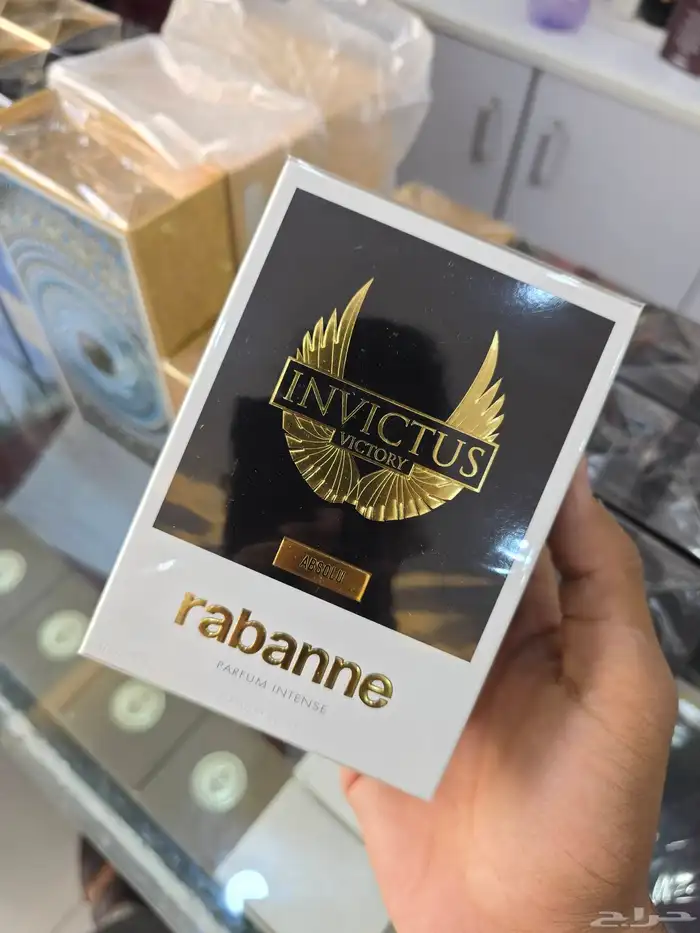 INVICTUS
VICTORY
ABSOLU
rabanne
PARFUM INTENSE
حراج